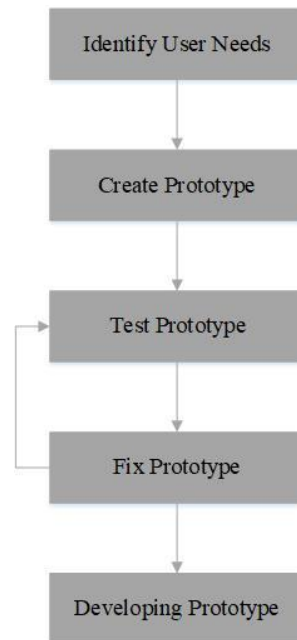 Identify User Needs
Create Prototype
Test Prototype
Fix Prototype
Developing Prototype